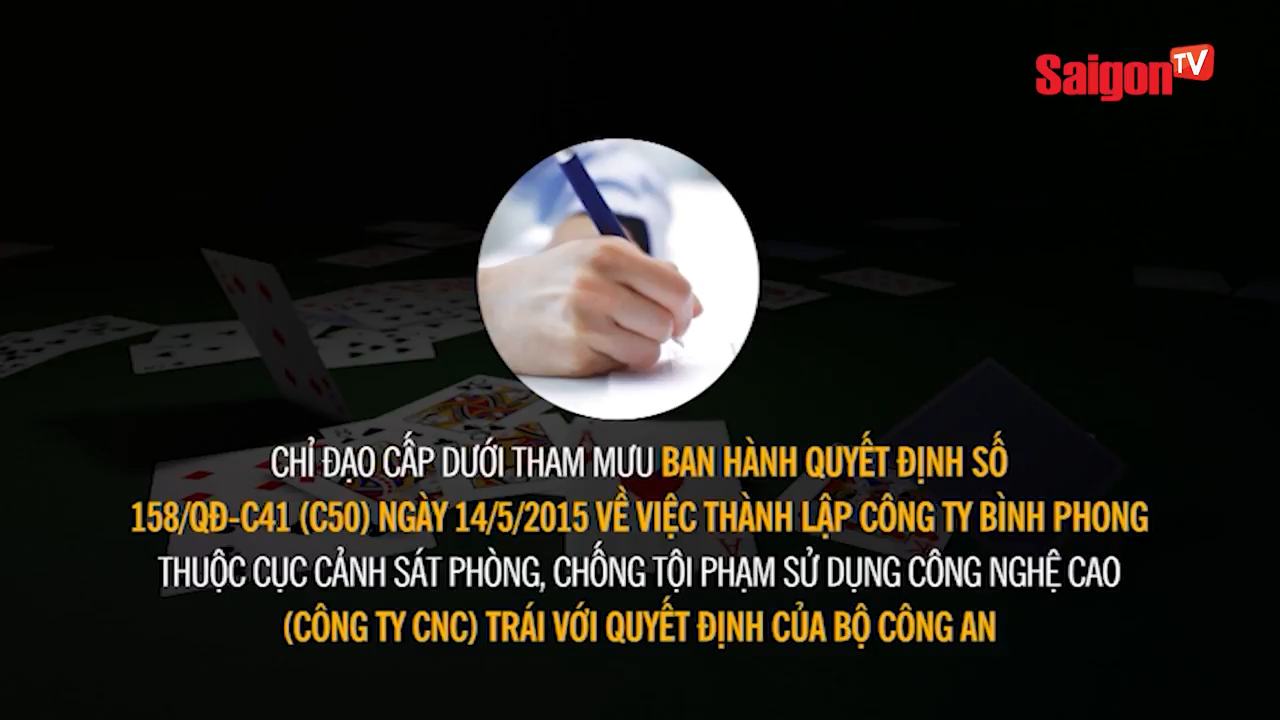 Saigon TV
CHỈ ĐẠO CẤP DƯỚI THAM MƯU BAN HÀNH QUYẾT ĐỊNH SỐ
158/QĐ-C41 (C50) NGÀY 14/5/2015 VỀ VIỆC THÀNH LẬP CÔNG TY BÌNH PHONG
THUỘC CỤC CẢNH SÁT PHÒNG, CHỐNG TỘI PHẠM SỬ DỤNG CÔNG NGHỆ CAO
(CÔNG TY CNC) TRÁI VỚI QUYẾT ĐỊNH CỦA BỘ CÔNG AN